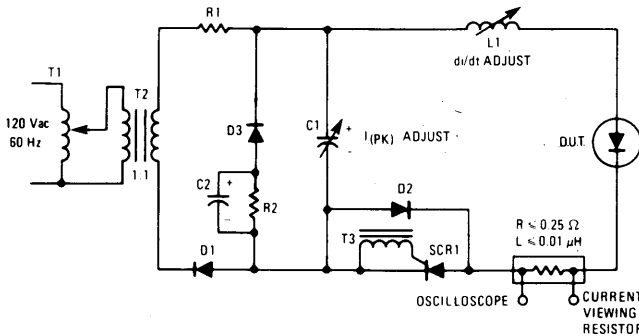 R1
L1
di/dt ADJUST
T1
T2
120 Vac
60 Hz
1:1
D3
C1
+
I(PK) ADJUST
D.U.T.
C2
+
−
R2
D2
T3
SCR1
D1
R ≤ 0.25 Ω
L ≤ 0.01 μH
OSCILLOSCOPE
CURRENT
VIEWING
RESISTOR